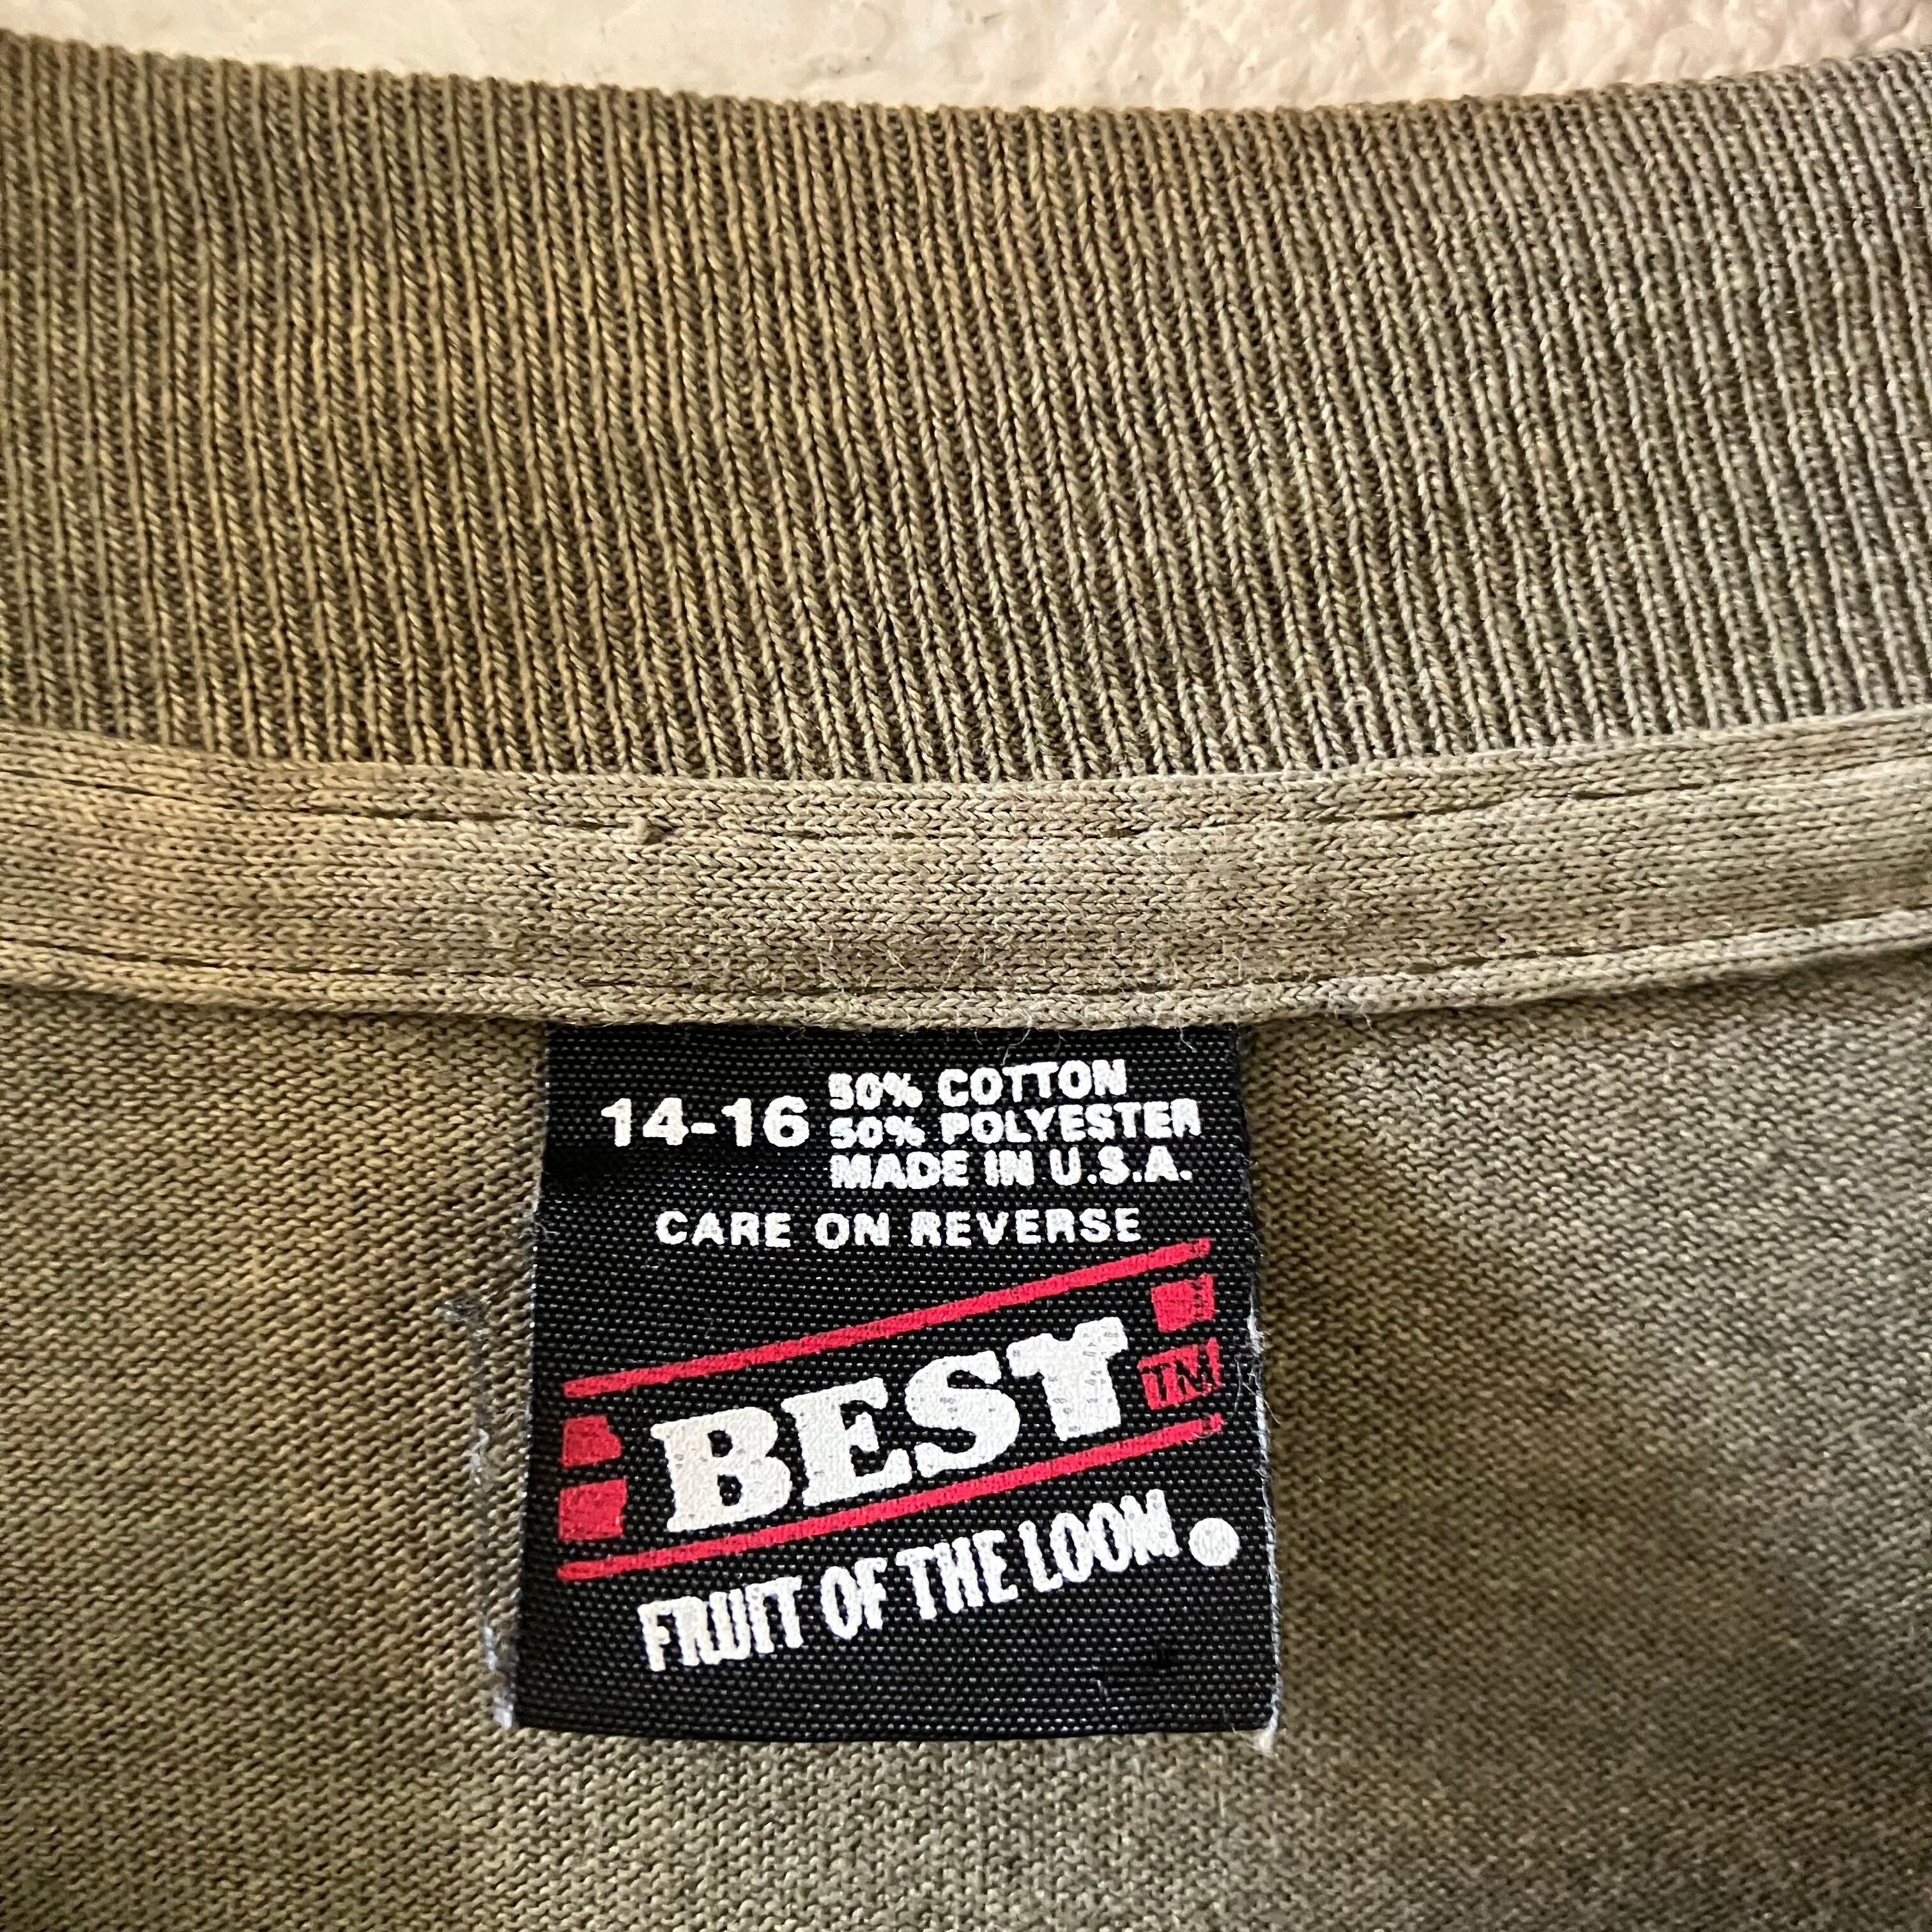 14-16
50% COTTON
50% POLYESTER
MADE IN U.S.A.
CARE ON REVERSE
BEST
TM
FRUIT OF THE LOOM